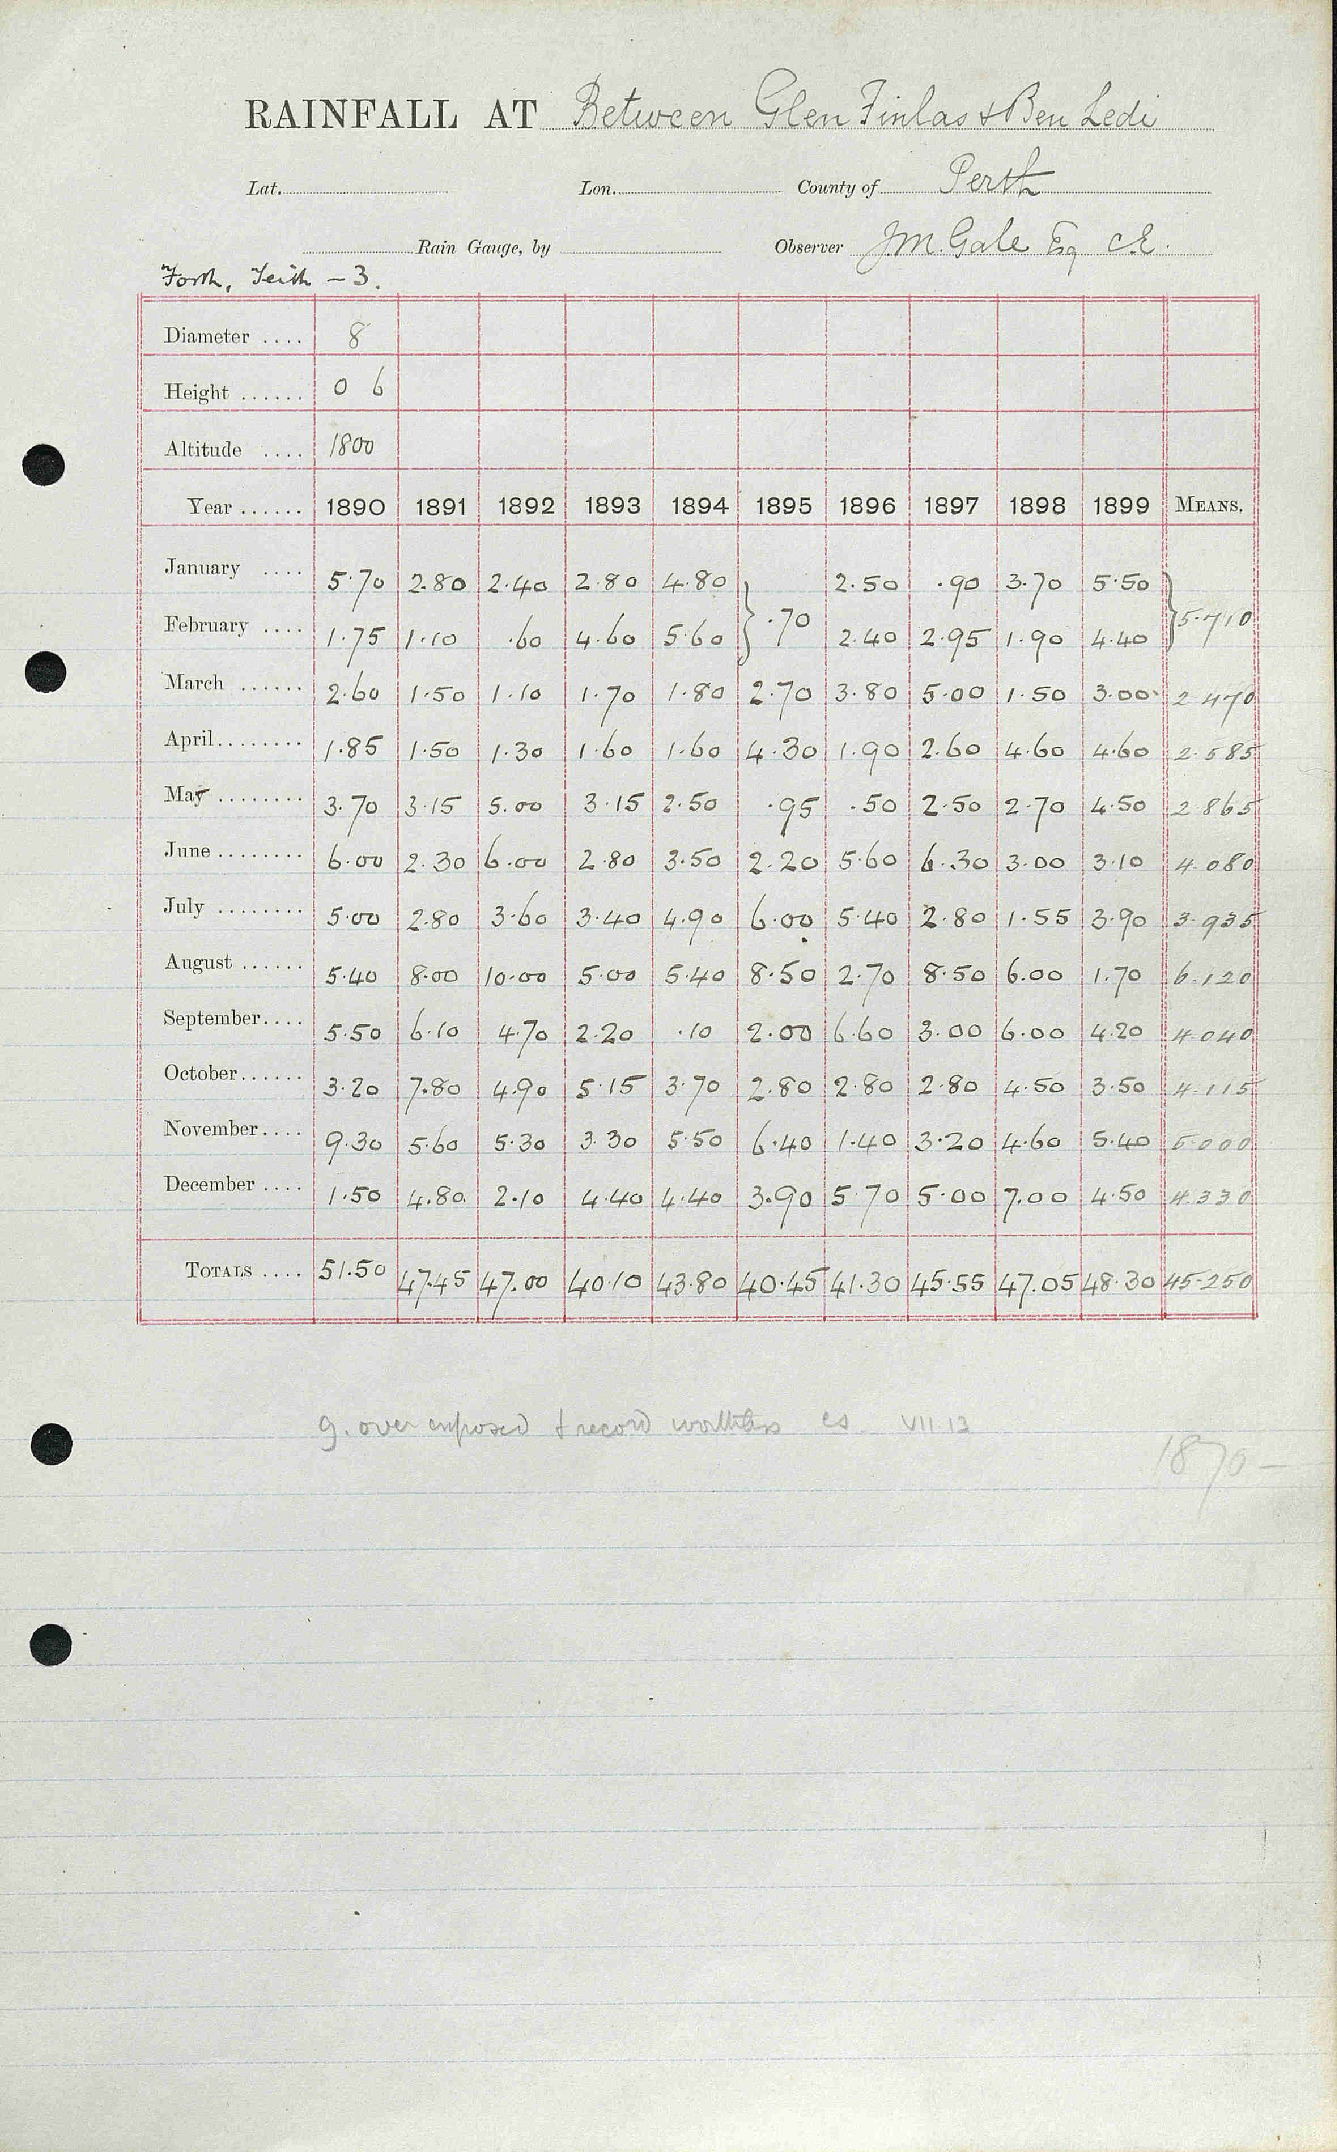 RAINFALL AT Between Glen Finlas & Ben Ledi
Lat. Lon. County of Perth
Rain Gauge, by Observer J.M. Gale Esq C.E.
Forth, Teith - 3.
Diameter .... 8
Height ...... 0 6
Altitude .... 1800
Year ...... 1890 1891 1892 1893 1894 1895 1896 1897 1898 1899 MEANS.
January .... 5.70 2.80 2.40 2.80 4.80 } .70 2.50 .90 3.70 5.50 } 5.710
February .... 1.75 1.10 .60 4.60 5.60 2.40 2.95 1.90 4.40
March ...... 2.60 1.50 1.10 1.70 1.80 2.70 3.80 5.00 1.50 3.00 2.470
April ........ 1.85 1.50 1.30 1.60 1.60 4.30 1.90 2.60 4.60 4.60 2.585
May ........ 3.70 3.15 5.00 3.15 2.50 .95 .50 2.50 2.70 4.50 2.865
June ........ 6.00 2.30 6.00 2.80 3.50 2.20 5.60 6.30 3.00 3.10 4.080
July ........ 5.00 2.80 3.60 3.40 4.90 6.00 5.40 2.80 1.55 3.90 3.935
August ...... 5.40 8.00 10.00 5.00 5.40 8.50 2.70 8.50 6.00 1.70 6.120
September .... 5.50 6.10 4.70 2.20 .10 2.00 6.60 3.00 6.00 4.20 4.040
October ...... 3.20 7.80 4.90 5.15 3.70 2.80 2.80 2.80 4.50 3.50 4.115
November .... 9.30 5.60 5.30 3.30 5.50 6.40 1.40 3.20 4.60 5.40 5.000
December .... 1.50 4.80 2.10 4.40 4.40 3.90 5.70 5.00 7.00 4.50 4.330
TOTALS .... 51.50 47.45 47.00 40.10 43.80 40.45 41.30 45.55 47.05 48.30 45.250
g. over exposed & record worthless cs VII.13
1870 -